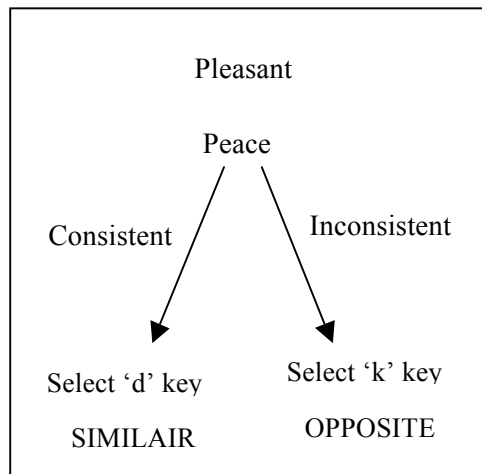 Pleasant
Peace
Consistent
Inconsistent
Select ‘d’ key
Select ‘k’ key
SIMILAIR
OPPOSITE